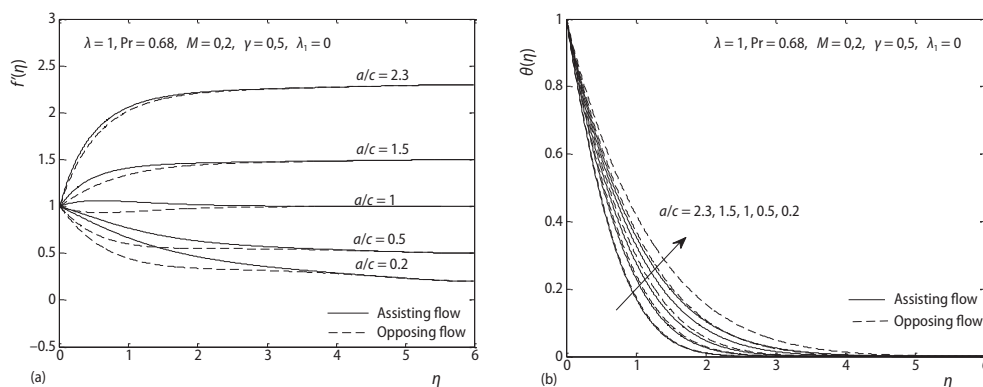 3
2.5
2
1.5
1
0.5
0
−0.5
f′(η)
λ = 1, Pr = 0.68, M = 0,2, γ = 0,5, λ₁ = 0
a/c = 2.3
a/c = 1.5
a/c = 1
a/c = 0.5
a/c = 0.2
Assisting flow
Opposing flow
0 1 2 3 4 5 6
(a)
η
1
0.8
0.6
0.4
0.2
0
θ(η)
λ = 1, Pr = 0.68, M = 0,2, γ = 0,5, λ₁ = 0
a/c = 2.3, 1.5, 1, 0.5, 0.2
Assisting flow
Opposing flow
0 1 2 3 4 5 6
(b)
η